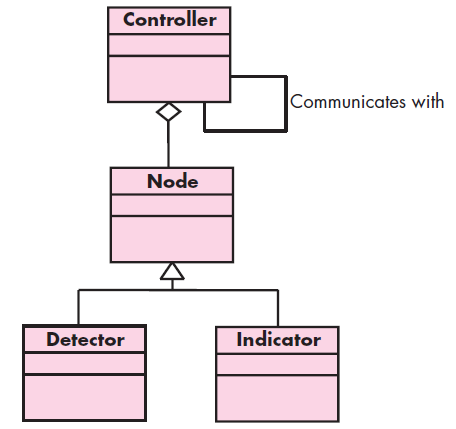 Controller
Communicates with
Node
Detector
Indicator